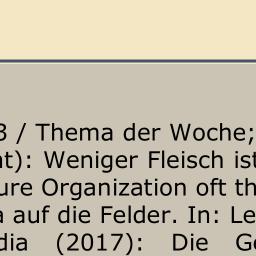 3 / Thema der Woche;
nt): Weniger Fleisch ist
ure Organization oft th
a auf die Felder. In: Le
dia (2017): Die Ge